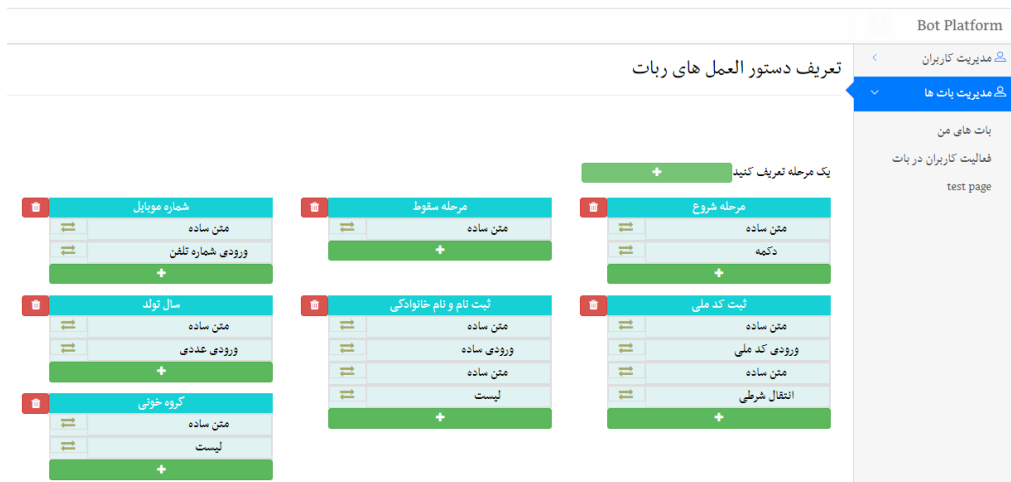 Bot Platform
مدیریت کاربران
مدیریت بات ها
بات های من
فعالیت کاربران در بات
test page
تعریف دستور العمل های ربات
یک مرحله تعریف کنید
مرحله شروع
متن ساده
دکمه
مرحله سقوط
متن ساده
شماره موبایل
متن ساده
ورودی شماره تلفن
ثبت کد ملی
متن ساده
ورودی کد ملی
متن ساده
انتقال شرطی
ثبت نام و نام خانوادگی
متن ساده
ورودی ساده
متن ساده
لیست
سال تولد
متن ساده
ورودی عددی
گروه خونی
متن ساده
لیست